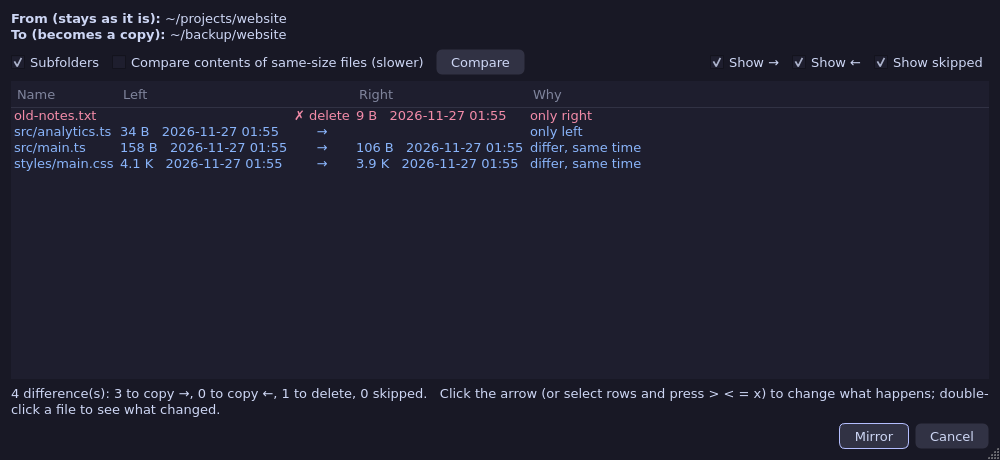 From (stays as it is): ~/projects/website
To (becomes a copy): ~/backup/website
✓ Subfolders Compare contents of same-size files (slower) Compare ✓ Show → ✓ Show ← ✓ Show skipped
Name Left Right Why
old-notes.txt ✗ delete 9 B 2026-11-27 01:55 only right
src/analytics.ts 34 B 2026-11-27 01:55 → only left
src/main.ts 158 B 2026-11-27 01:55 → 106 B 2026-11-27 01:55 differ, same time
styles/main.css 4.1 K 2026-11-27 01:55 → 3.9 K 2026-11-27 01:55 differ, same time
4 difference(s): 3 to copy →, 0 to copy ←, 1 to delete, 0 skipped. Click the arrow (or select rows and press > < = x) to change what happens; double-
click a file to see what changed.
Mirror Cancel